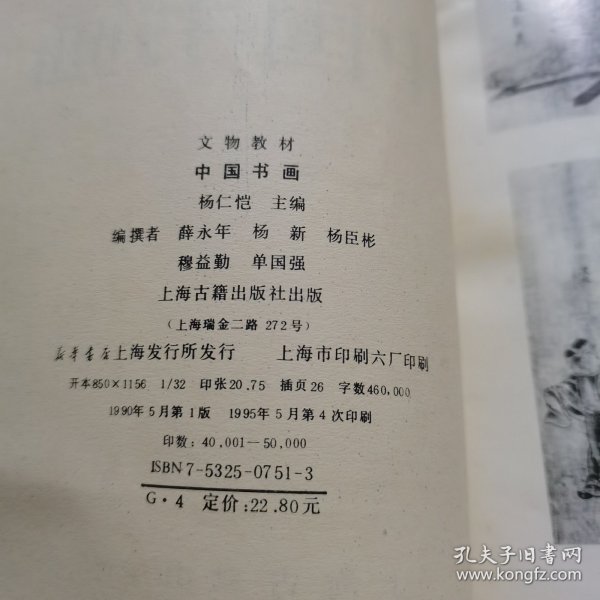 文物教材
中国书画
杨仁恺 主编
编撰者 薛永年 杨新 杨臣彬
穆益勤 单国强
上海古籍出版社出版
(上海瑞金二路 272号)
新华书店上海发行所发行 上海市印刷六厂印刷
开本850×1156 1/32 印张20.75 插页26 字数460,000
1990年5月第1版 1995年5月第4次印刷
印数: 40,001—50,000
ISBN7-5325-0751-3
G·4 定价:22.80元
孔夫子旧书网
www.kongfz.com